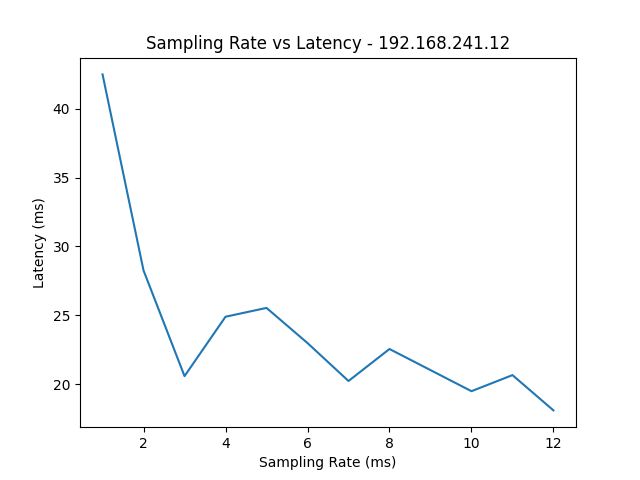 Sampling Rate vs Latency - 192.168.241.12
40
35
30
25
20
Latency (ms)
2 4 6 8 10 12
Sampling Rate (ms)